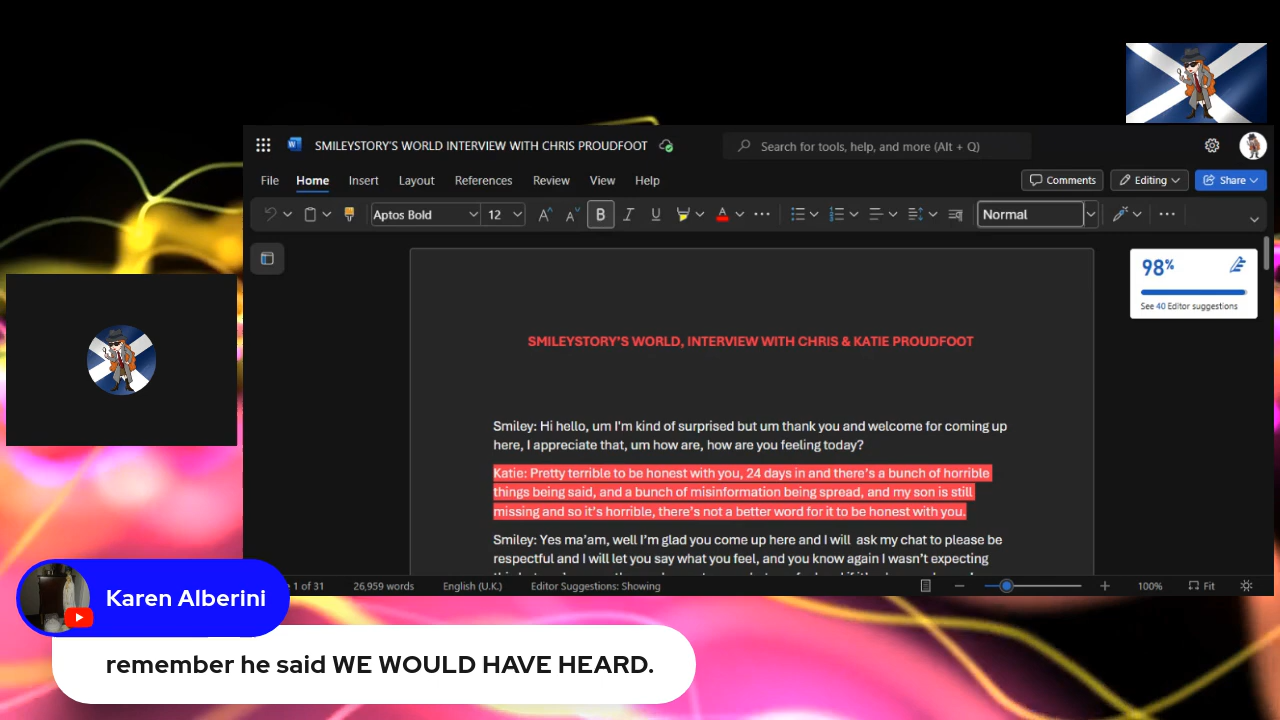 SMILEYSTORY'S WORLD INTERVIEW WITH CHRIS PROUDFOOT
Search for tools, help, and more (Alt + Q)
File Home Insert Layout References Review View Help
Comments Editing Share
Aptos Bold 12 B I U A Normal
98%
See 40 Editor suggestions
SMILEYSTORY'S WORLD, INTERVIEW WITH CHRIS & KATIE PROUDFOOT
Smiley: Hi hello, um I'm kind of surprised but um thank you and welcome for coming up
here, I appreciate that, um how are, how are you feeling today?
Katie: Pretty terrible to be honest with you, 24 days in and there's a bunch of horrible
things being said, and a bunch of misinformation being spread, and my son is still
missing and so it's horrible, there's not a better word for it to be honest with you.
Smiley: Yes ma'am, well I'm glad you come up here and I will ask my chat to please be
respectful and I will let you say what you feel, and you know again I wasn't expecting
1 of 31 26,959 words English (U.K.) Editor Suggestions: Showing 100% Fit
Karen Alberini
remember he said WE WOULD HAVE HEARD.